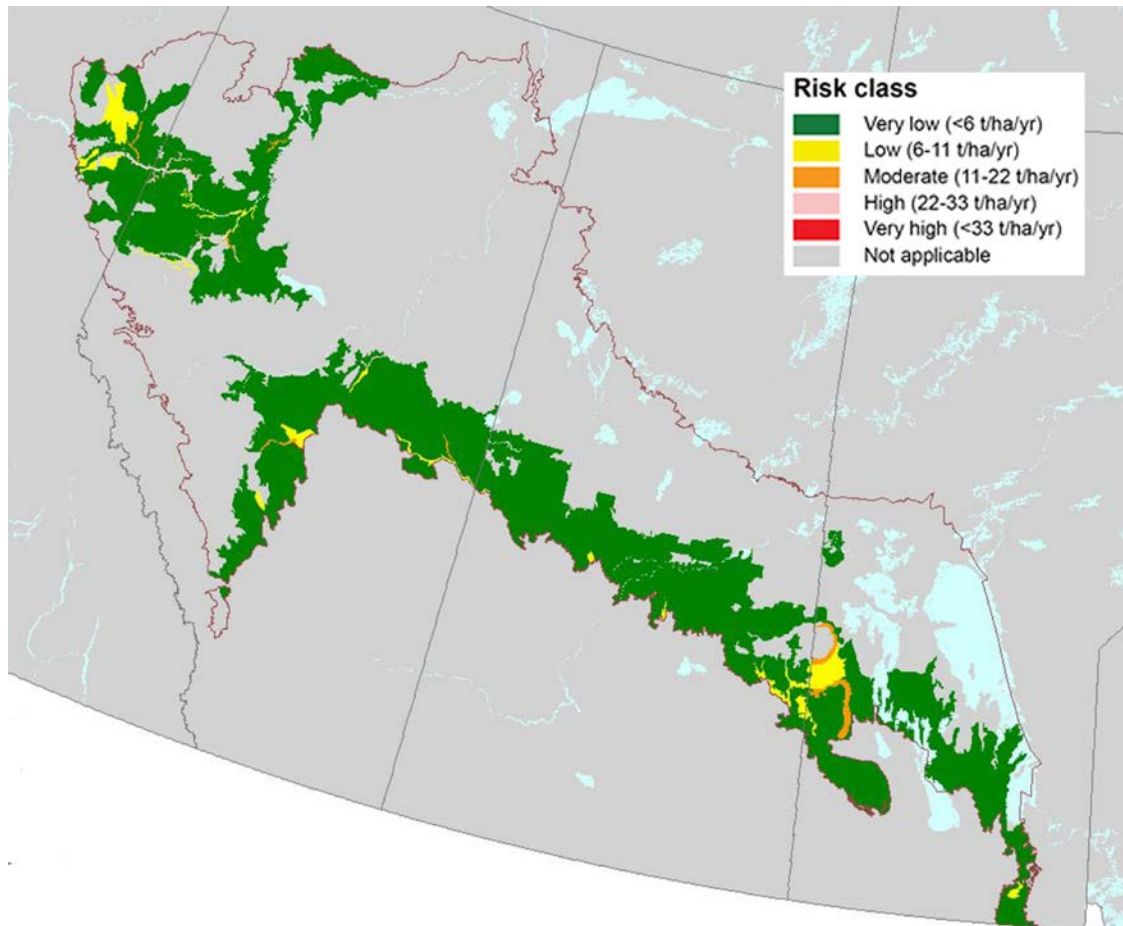 Risk class
Very low (<6 t/ha/yr)
Low (6-11 t/ha/yr)
Moderate (11-22 t/ha/yr)
High (22-33 t/ha/yr)
Very high (<33 t/ha/yr)
Not applicable